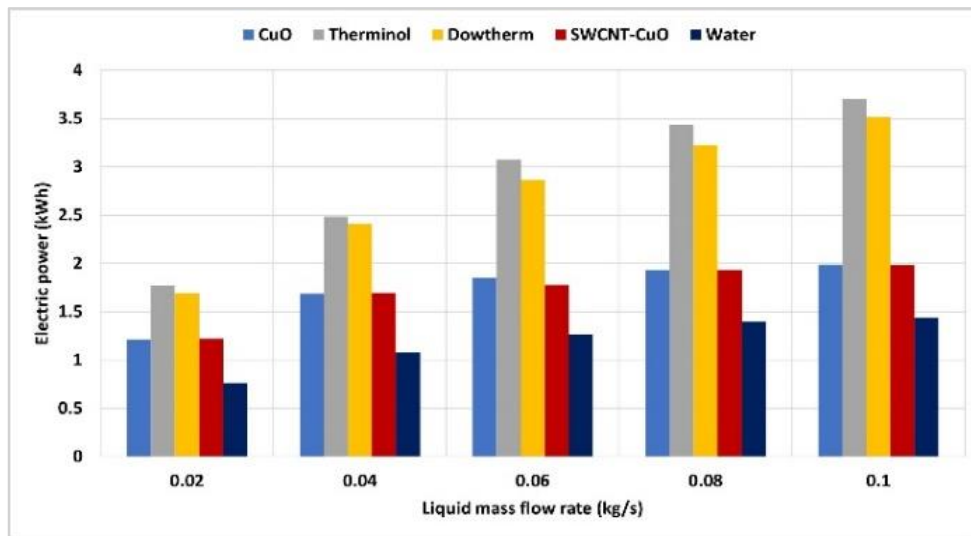 CuO Therminol Dowtherm SWCNT-CuO Water
4
3.5
3
2.5
2
1.5
1
0.5
0
Electric power (kWh)
0.02 0.04 0.06 0.08 0.1
Liquid mass flow rate (kg/s)